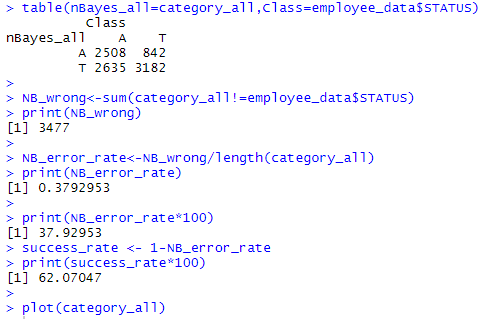 > table(nBayes_all=category_all,Class=employee_data$STATUS)
          Class
nBayes_all    A    T
         A 2508  842
         T 2635 3182
>
> NB_wrong<-sum(category_all!=employee_data$STATUS)
> print(NB_wrong)
[1] 3477
>
> NB_error_rate<-NB_wrong/length(category_all)
> print(NB_error_rate)
[1] 0.3792953
>
> print(NB_error_rate*100)
[1] 37.92953
> success_rate <- 1-NB_error_rate
> print(success_rate*100)
[1] 62.07047
>
> plot(category_all)